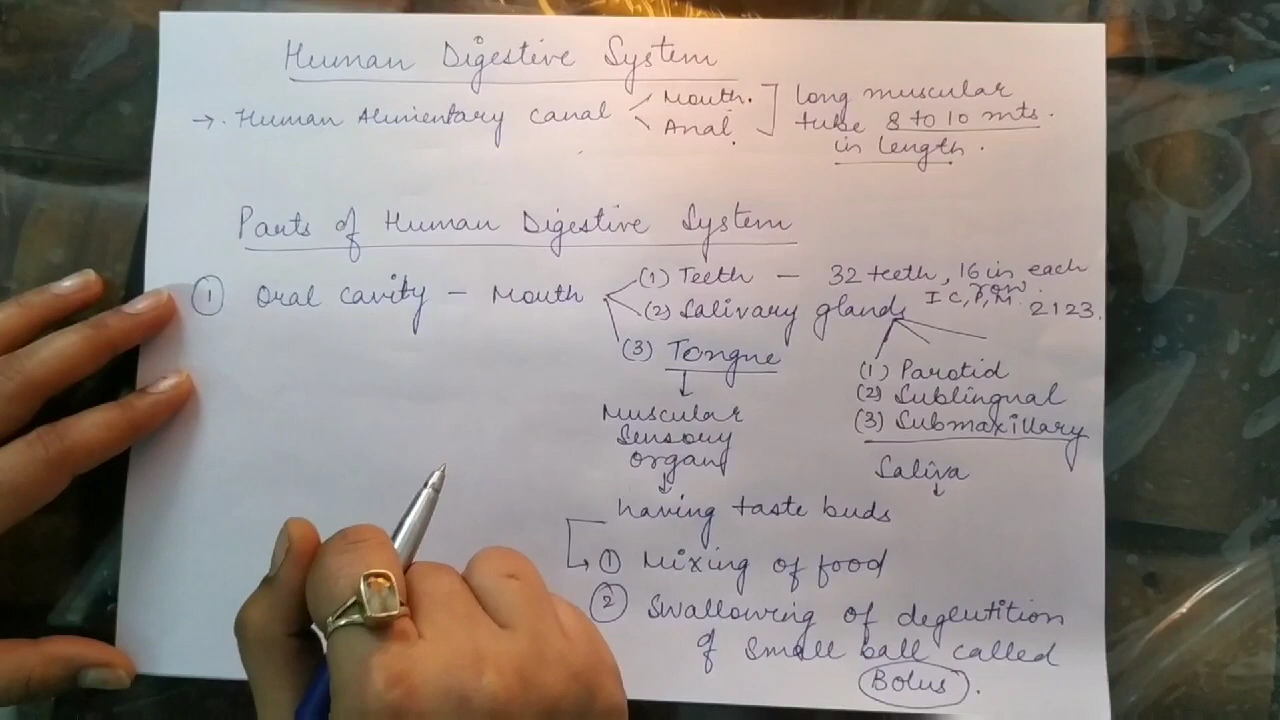 Human Digestive System
→. Human Alimentary canal < Mouth. Anal. ] long muscular
tube 8 to 10 mts.
in length.
Parts of Human Digestive System
① Oral cavity - Mouth
(1) Teeth - 32 teeth, 16 in each
row.
I C, P, M 2123.
(2) Salivary glands
(1) Parotid
(2) Sublingual
(3) Submaxillary
Saliva
↓
(3) Tongue
↓
Muscular
Sensory
organ
↓
having taste buds
① Mixing of food
② Swallowing of deglutition
of small ball called
Bolus.